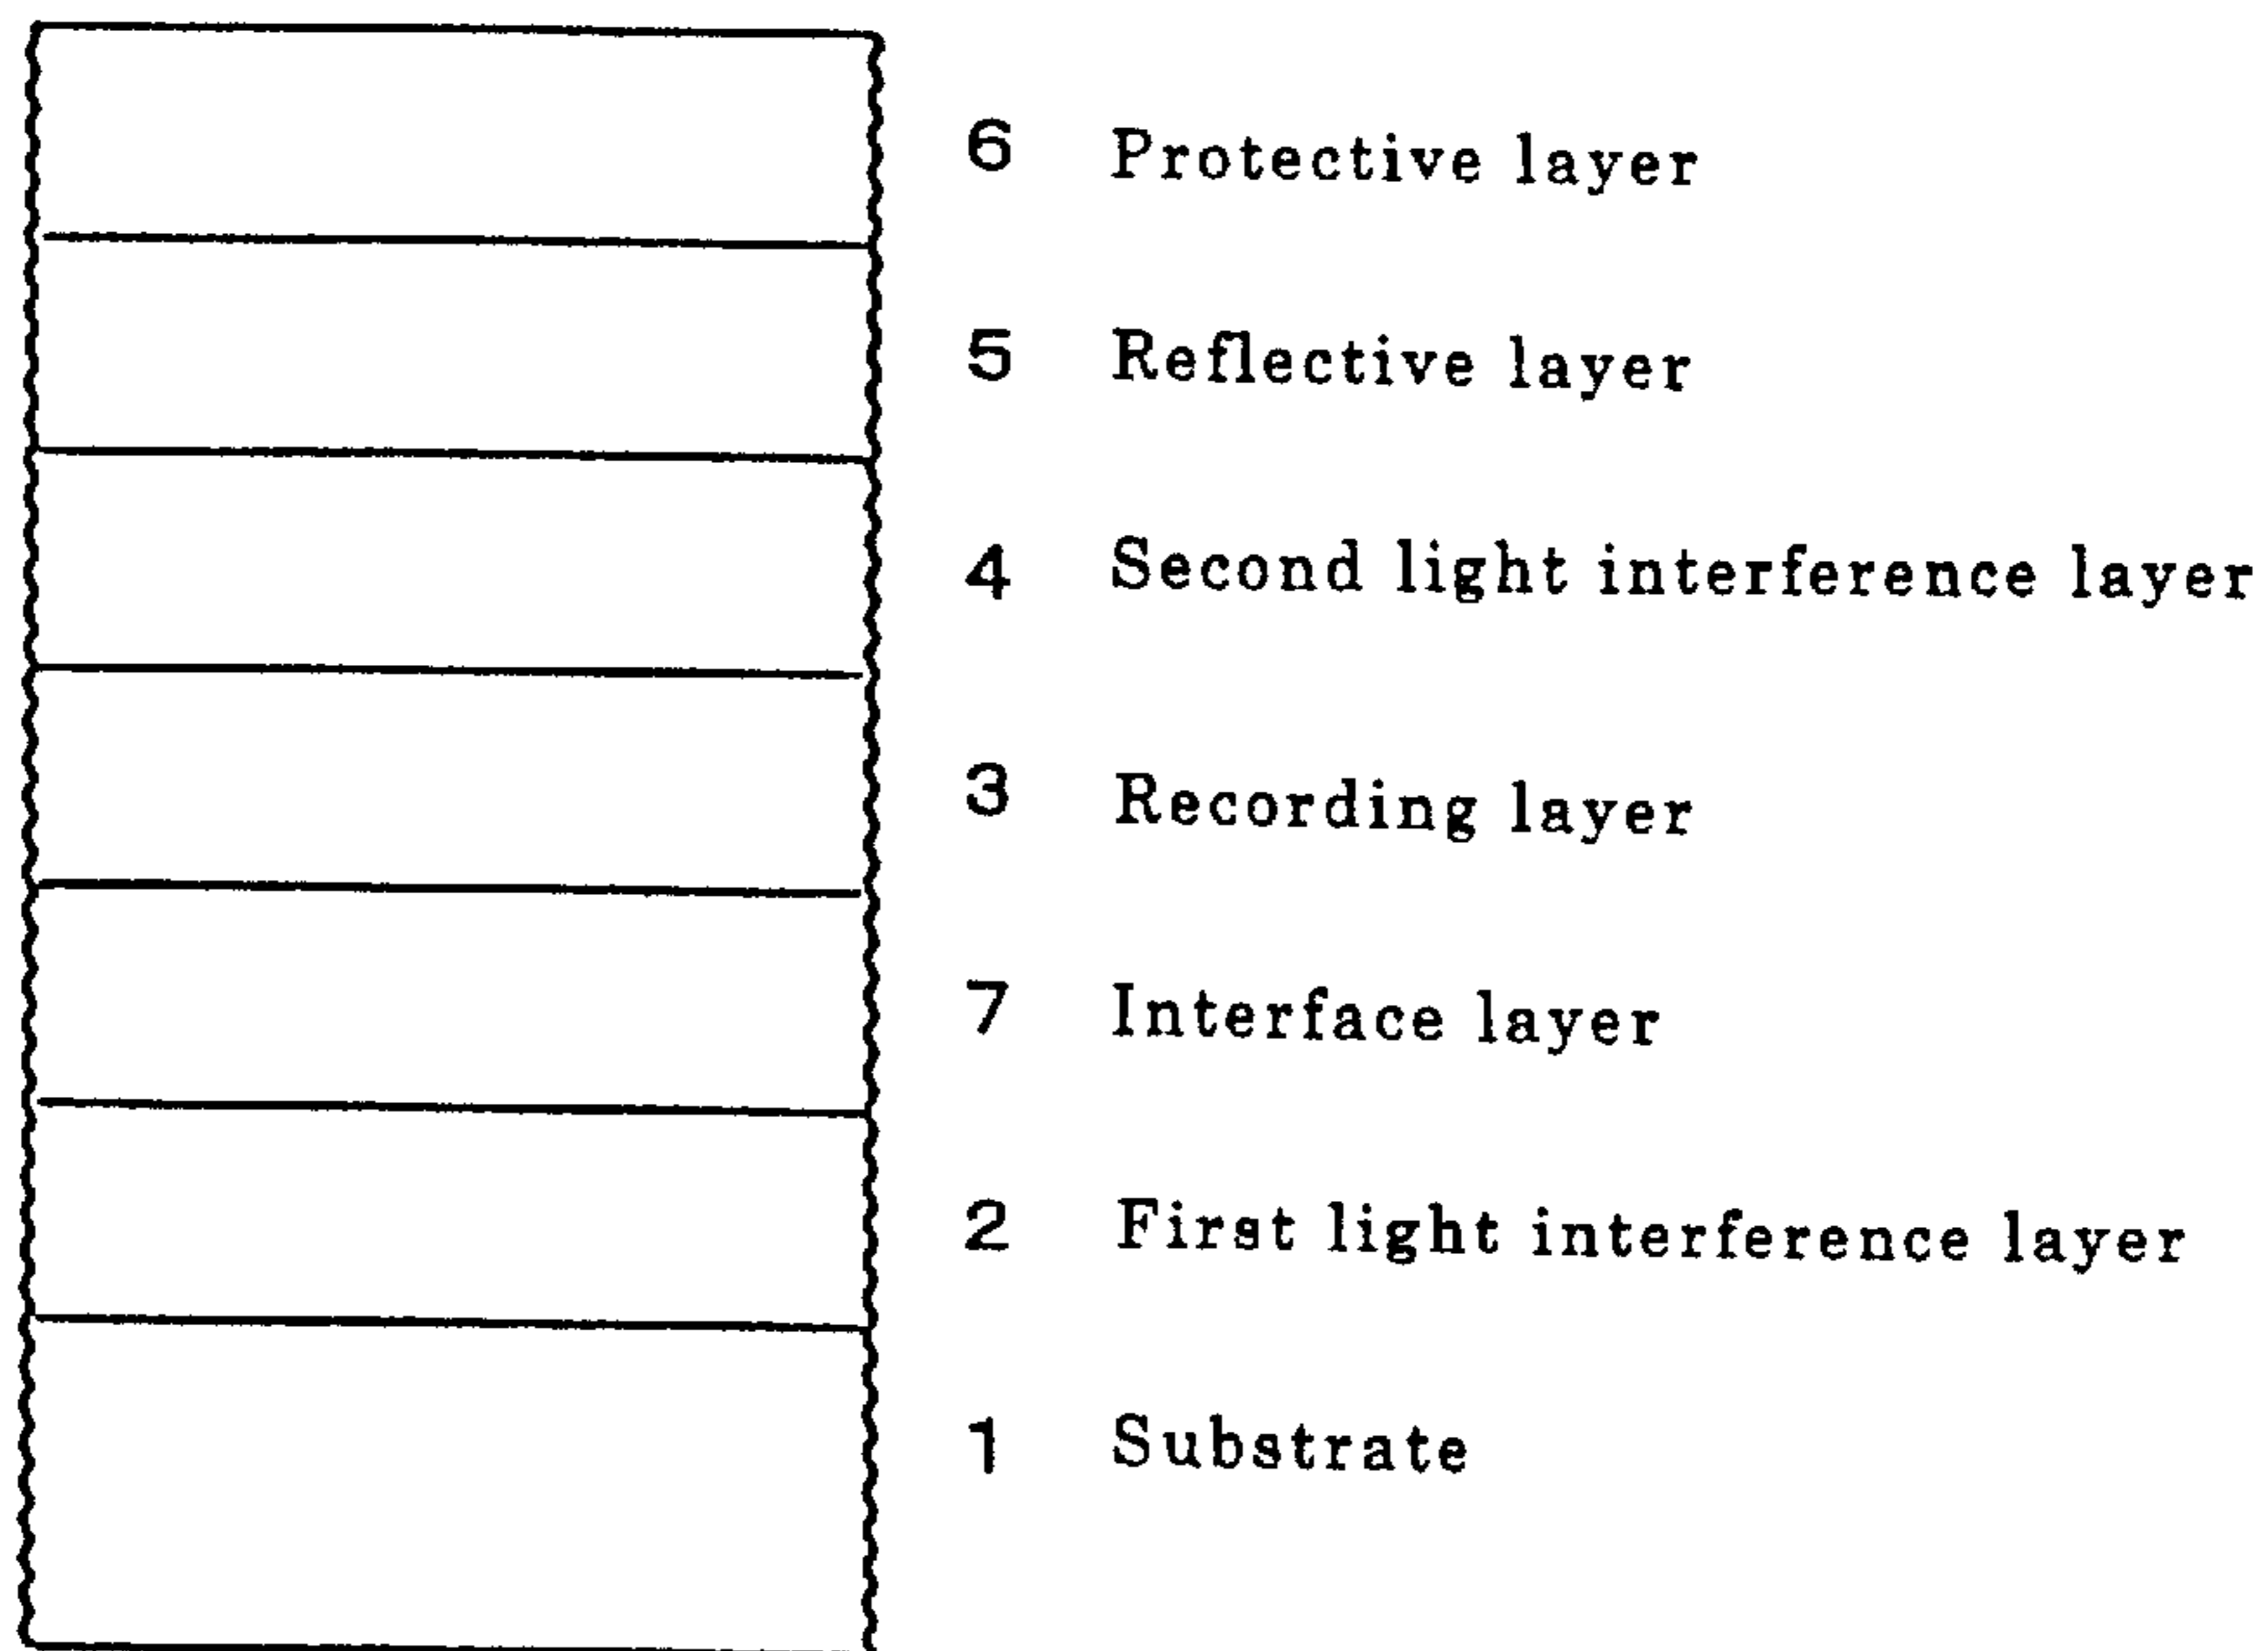 6 Protective layer
5 Reflective layer
4 Second light interference layer
3 Recording layer
7 Interface layer
2 First light interference layer
1 Substrate